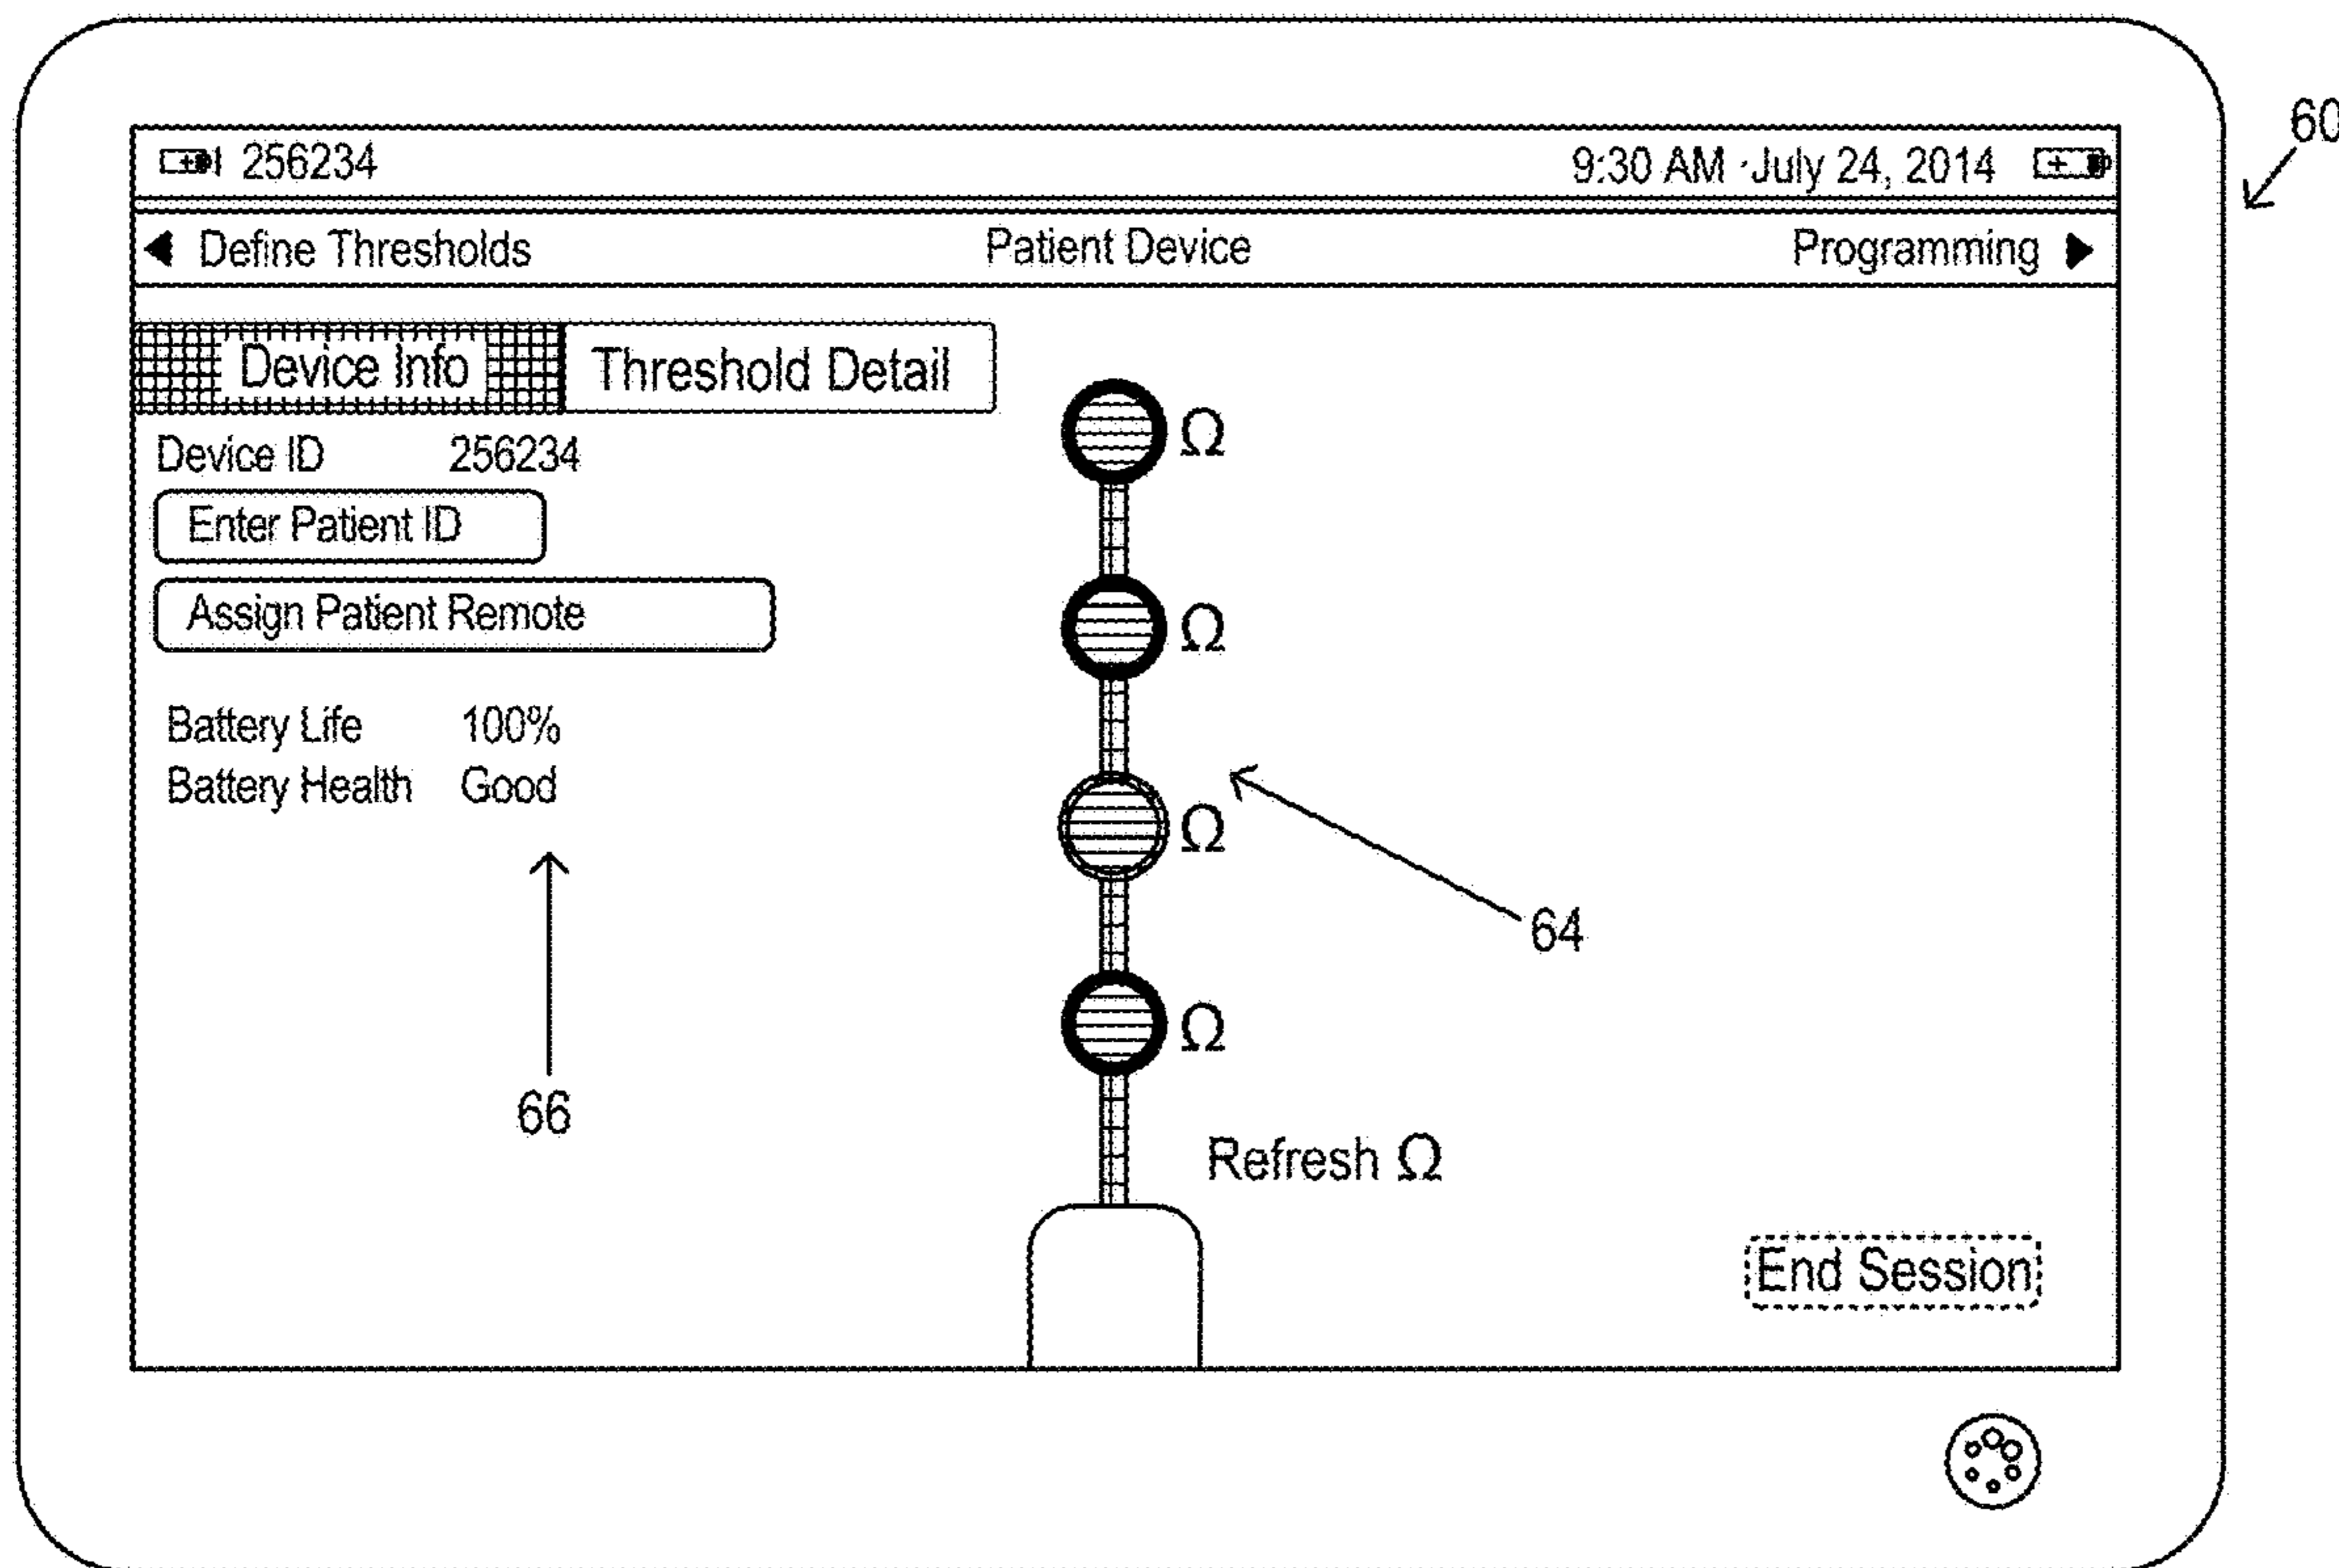 256234 9:30 AM · July 24, 2014
60
Define Thresholds Patient Device Programming
Device Info Threshold Detail
Ω
Device ID 256234
Enter Patient ID
Assign Patient Remote
Ω
Battery Life 100%
Battery Health Good
Ω
64
Ω
66
Refresh Ω
End Session